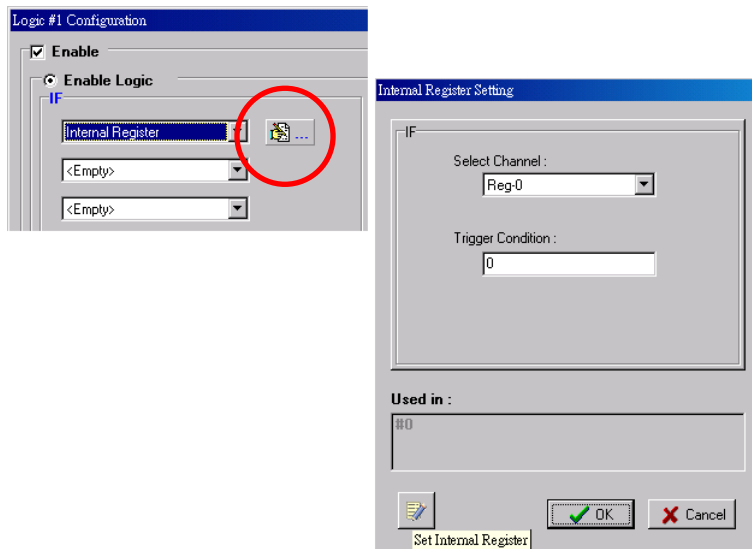 Logic #1 Configuration
Enable
Enable Logic
IF
Internal Register
...
<Empty>
<Empty>
Internal Register Setting
IF
Select Channel :
Reg-0
Trigger Condition :
0
Used in :
#0
OK
Cancel
Set Internal Register